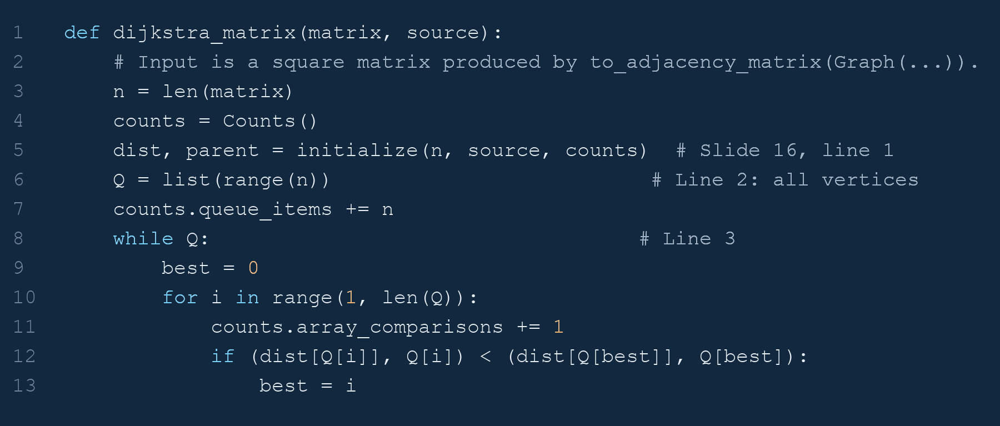 1 def dijkstra_matrix(matrix, source):
2 # Input is a square matrix produced by to_adjacency_matrix(Graph(...)).
3 n = len(matrix)
4 counts = Counts()
5 dist, parent = initialize(n, source, counts)  # Slide 16, line 1
6 Q = list(range(n))  # Line 2: all vertices
7 counts.queue_items += n
8 while Q:  # Line 3
9 best = 0
10 for i in range(1, len(Q)):
11 counts.array_comparisons += 1
12 if (dist[Q[i]], Q[i]) < (dist[Q[best]], Q[best]):
13 best = i